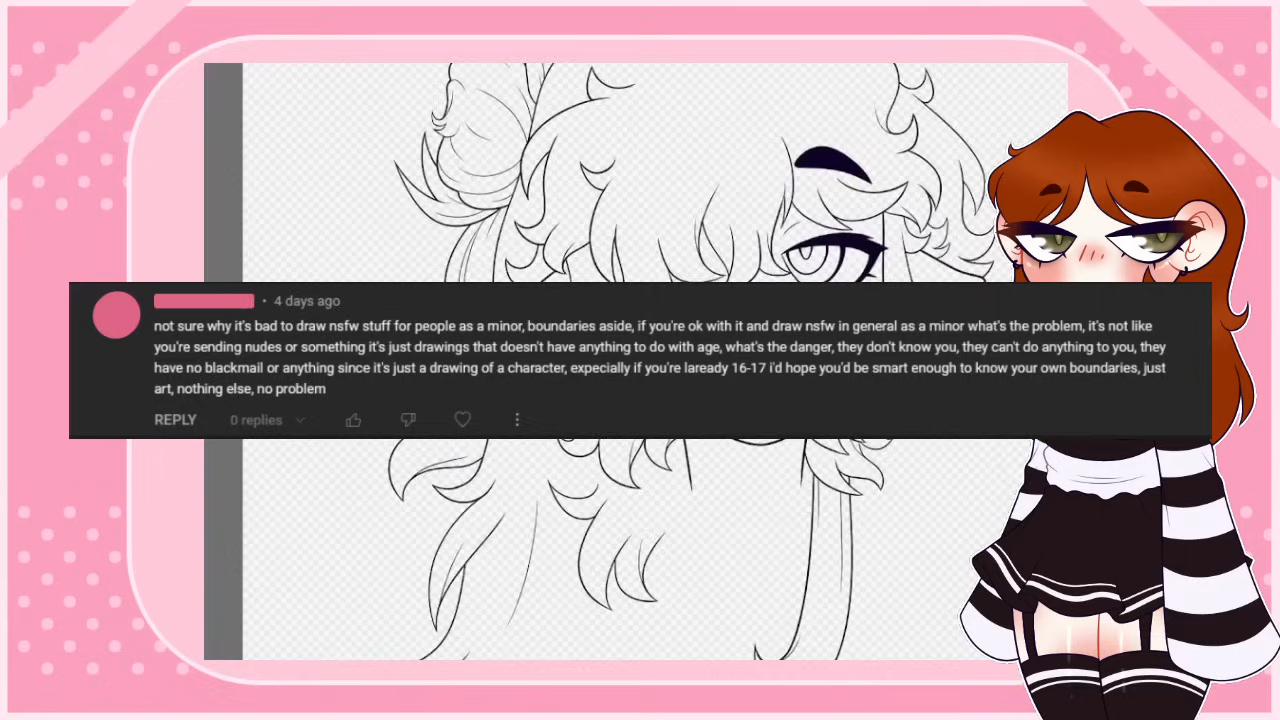 • 4 days ago
not sure why it's bad to draw nsfw stuff for people as a minor, boundaries aside, if you're ok with it and draw nsfw in general as a minor what's the problem, it's not like
you're sending nudes or something it's just drawings that doesn't have anything to do with age, what's the danger, they don't know you, they can't do anything to you, they
have no blackmail or anything since it's just a drawing of a character, expecially if you're laready 16-17 i'd hope you'd be smart enough to know your own boundaries, just
art, nothing else, no problem
REPLY 0 replies